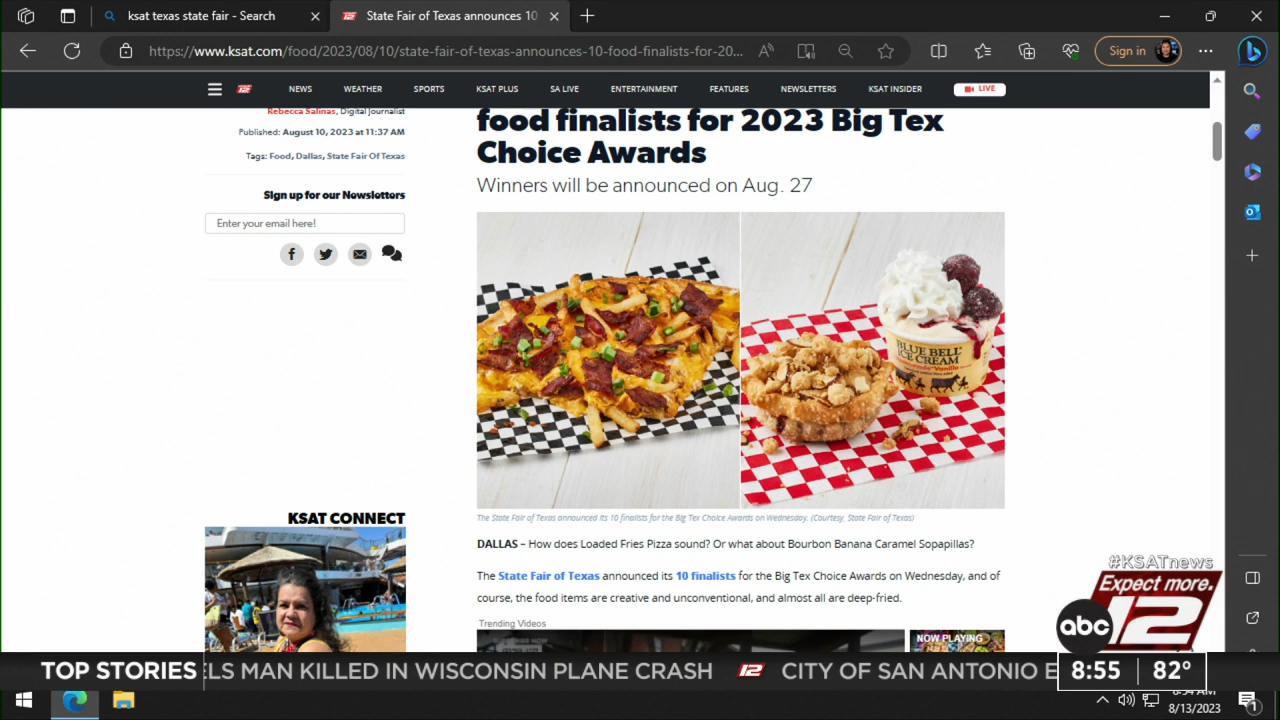 ksat texas state fair - Search
State Fair of Texas announces 10
https://www.ksat.com/food/2023/08/10/state-fair-of-texas-announces-10-food-finalists-for-20...
Sign in
NEWS
WEATHER
SPORTS
KSAT PLUS
SA LIVE
ENTERTAINMENT
FEATURES
NEWSLETTERS
KSAT INSIDER
LIVE
Rebecca Salinas, Digital Journalist
Published: August 10, 2023 at 11:37 AM
Tags: Food, Dallas, State Fair Of Texas
Sign up for our Newsletters
Enter your email here!
food finalists for 2023 Big Tex
Choice Awards
Winners will be announced on Aug. 27
BLUE BELL
ICE CREAM
Homemade Vanilla
The State Fair of Texas announced its 10 finalists for the Big Tex Choice Awards on Wednesday. (Courtesy, State Fair of Texas)
KSAT CONNECT
DALLAS – How does Loaded Fries Pizza sound? Or what about Bourbon Banana Caramel Sopapillas?
The State Fair of Texas announced its 10 finalists for the Big Tex Choice Awards on Wednesday, and of
course, the food items are creative and unconventional, and almost all are deep-fried.
Trending Videos
NOW PLAYING
#KSATnews
Expect more.
abc 12
TOP STORIES
ELS MAN KILLED IN WISCONSIN PLANE CRASH
12
CITY OF SAN ANTONIO E
8:55
82°
8:54 AM
8/13/2023
1